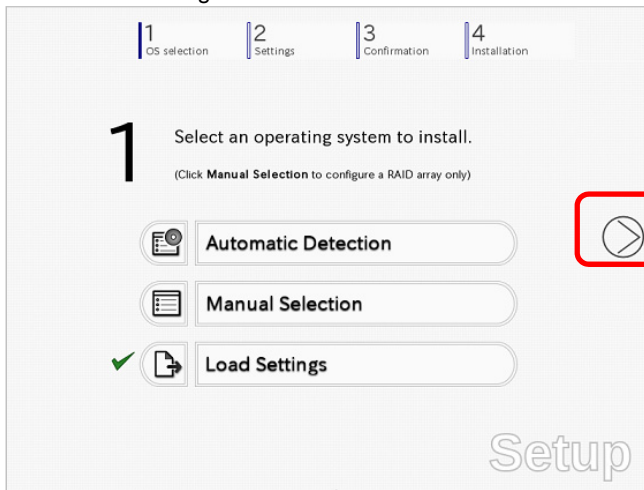 1
OS selection
2
Settings
3
Confirmation
4
Installation
1
Select an operating system to install.
(Click Manual Selection to configure a RAID array only)
Automatic Detection
Manual Selection
Load Settings
Setup